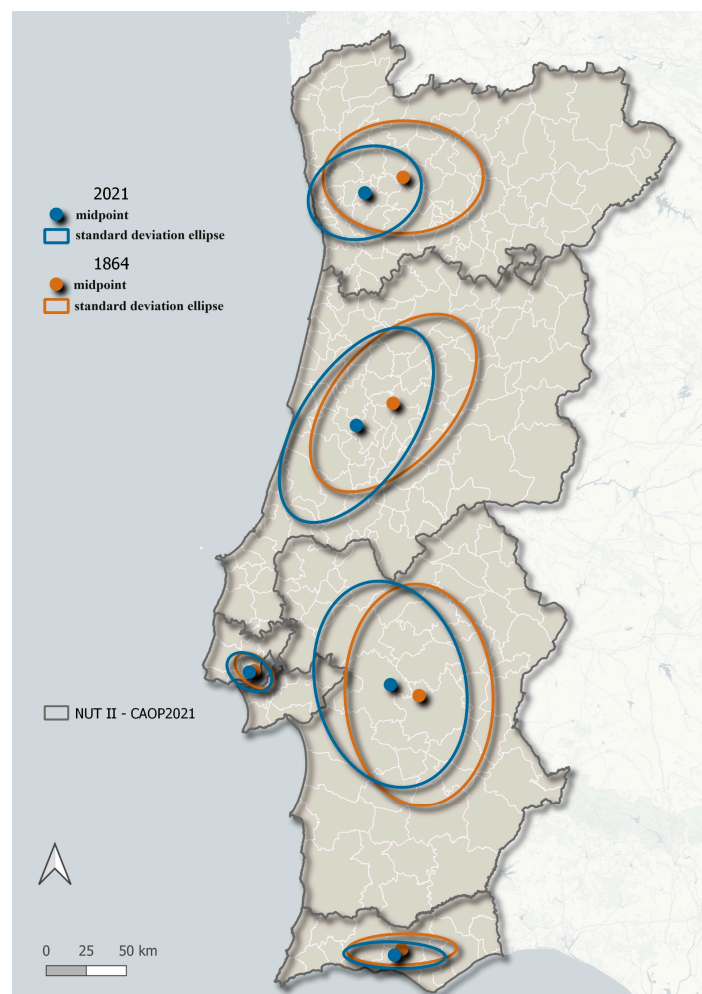 2021
midpoint
standard deviation ellipse
1864
midpoint
standard deviation ellipse
NUT II - CAOP2021
0 25 50 km